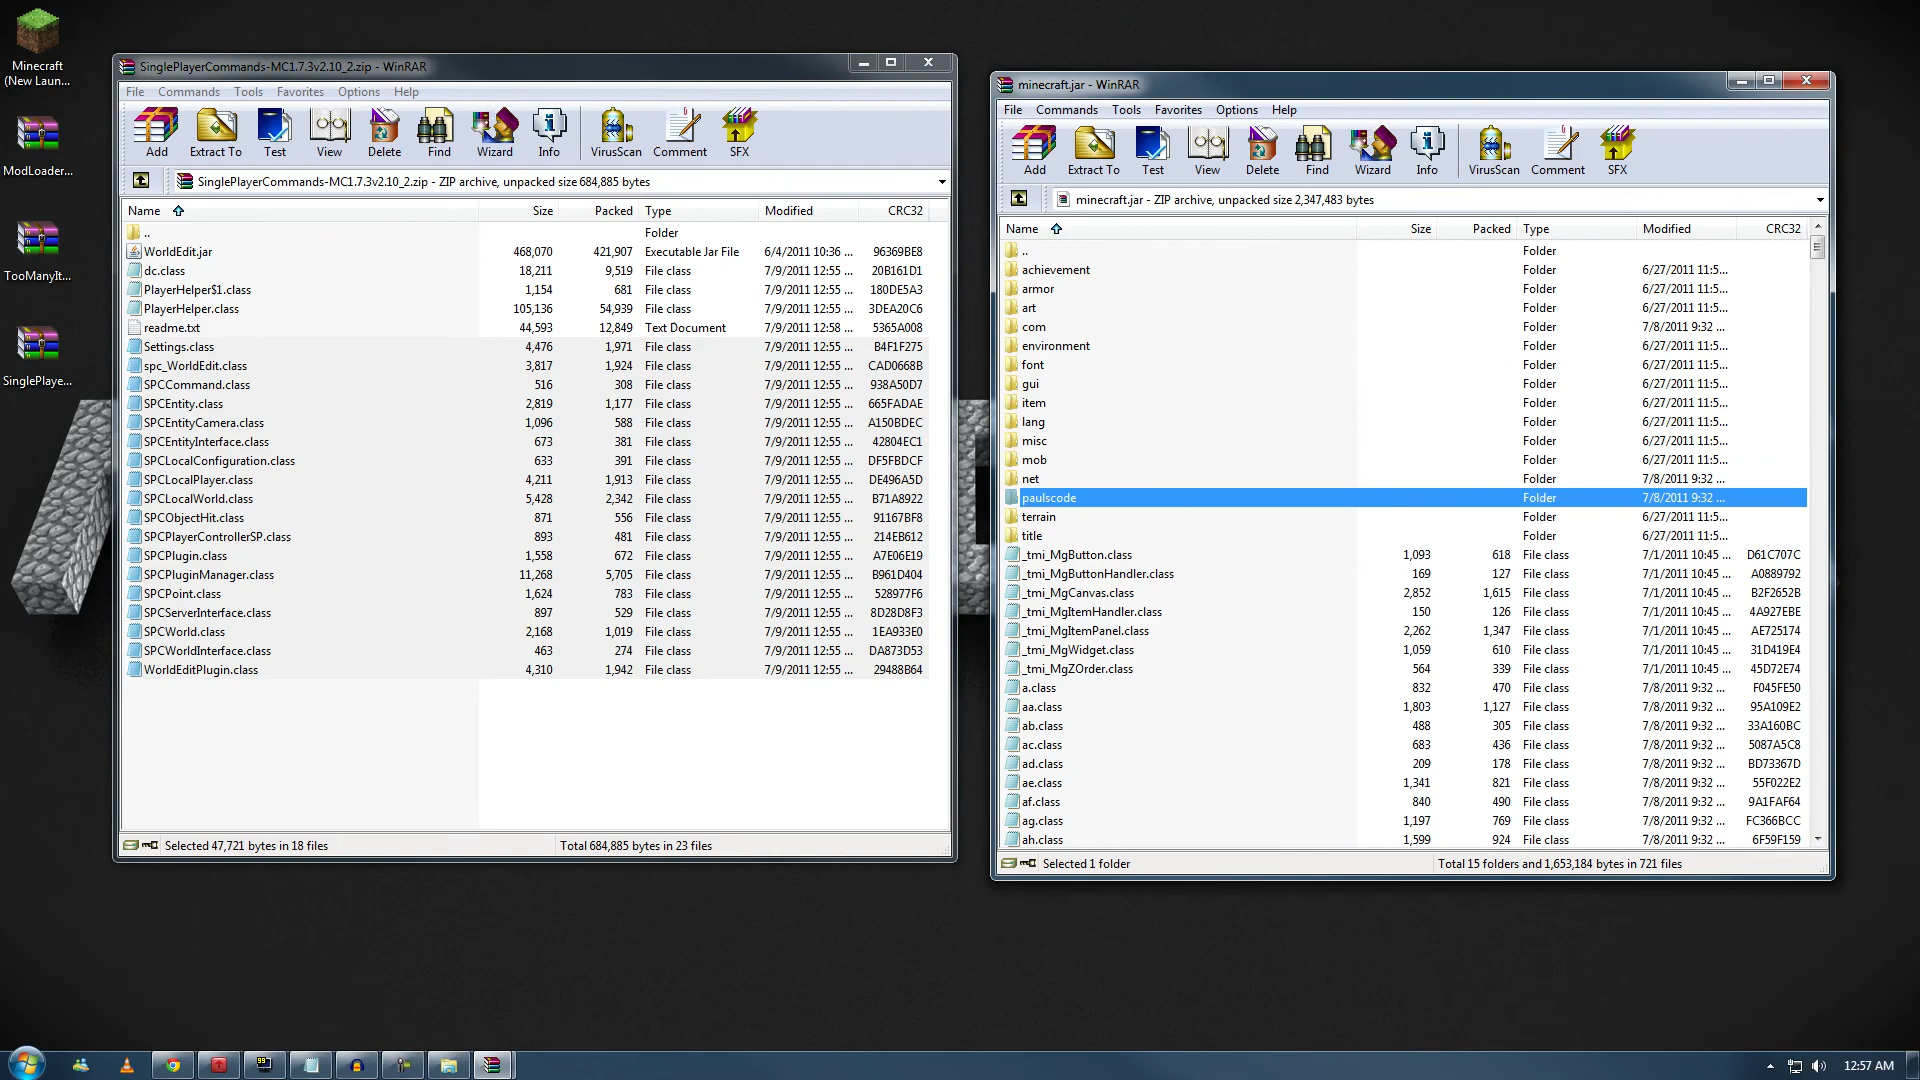 Minecraft
(New Laun...
ModLoader...
TooManyIt...
SinglePlaye...
SinglePlayerCommands-MC1.7.3v2.10_2.zip - WinRAR
File Commands Tools Favorites Options Help
Add Extract To Test View Delete Find Wizard Info VirusScan Comment SFX
SinglePlayerCommands-MC1.7.3v2.10_2.zip - ZIP archive, unpacked size 684,885 bytes
Name Size Packed Type Modified CRC32
.. Folder
WorldEdit.jar 468,070 421,907 Executable Jar File 6/4/2011 10:36 ... 96369BE8
dc.class 18,211 9,519 File class 7/9/2011 12:55 ... 20B161D1
PlayerHelper$1.class 1,154 681 File class 7/9/2011 12:55 ... 180DE5A3
PlayerHelper.class 105,136 54,939 File class 7/9/2011 12:55 ... 3DEA20C6
readme.txt 44,593 12,849 Text Document 7/9/2011 12:58 ... 5365A008
Settings.class 4,476 1,971 File class 7/9/2011 12:55 ... B4F1F275
spc_WorldEdit.class 3,817 1,924 File class 7/9/2011 12:55 ... CAD0668B
SPCCommand.class 516 308 File class 7/9/2011 12:55 ... 938A50D7
SPCEntity.class 2,819 1,177 File class 7/9/2011 12:55 ... 665FADAE
SPCEntityCamera.class 1,096 588 File class 7/9/2011 12:55 ... A150BDEC
SPCEntityInterface.class 673 381 File class 7/9/2011 12:55 ... 42804EC1
SPCLocalConfiguration.class 633 391 File class 7/9/2011 12:55 ... DF5FBDCF
SPCLocalPlayer.class 4,211 1,913 File class 7/9/2011 12:55 ... DE496A5D
SPCLocalWorld.class 5,428 2,342 File class 7/9/2011 12:55 ... B71A8922
SPCObjectHit.class 871 556 File class 7/9/2011 12:55 ... 91167BF8
SPCPlayerControllerSP.class 893 481 File class 7/9/2011 12:55 ... 214EB612
SPCPlugin.class 1,558 672 File class 7/9/2011 12:55 ... A7E06E19
SPCPluginManager.class 11,268 5,705 File class 7/9/2011 12:55 ... B961D404
SPCPoint.class 1,624 783 File class 7/9/2011 12:55 ... 528977F6
SPCServerInterface.class 897 529 File class 7/9/2011 12:55 ... 8D28D8F3
SPCWorld.class 2,168 1,019 File class 7/9/2011 12:55 ... 1EA933E0
SPCWorldInterface.class 463 274 File class 7/9/2011 12:55 ... DA873D53
WorldEditPlugin.class 4,310 1,942 File class 7/9/2011 12:55 ... 29488B64
Selected 47,721 bytes in 18 files Total 684,885 bytes in 23 files
minecraft.jar - WinRAR
File Commands Tools Favorites Options Help
Add Extract To Test View Delete Find Wizard Info VirusScan Comment SFX
minecraft.jar - ZIP archive, unpacked size 2,347,483 bytes
Name Size Packed Type Modified CRC32
.. Folder
achievement Folder 6/27/2011 11:5...
armor Folder 6/27/2011 11:5...
art Folder 6/27/2011 11:5...
com Folder 7/8/2011 9:32 ...
environment Folder 6/27/2011 11:5...
font Folder 6/27/2011 11:5...
gui Folder 6/27/2011 11:5...
item Folder 6/27/2011 11:5...
lang Folder 6/27/2011 11:5...
misc Folder 6/27/2011 11:5...
mob Folder 6/27/2011 11:5...
net Folder 7/8/2011 9:32 ...
paulscode Folder 7/8/2011 9:32 ...
terrain Folder 6/27/2011 11:5...
title Folder 6/27/2011 11:5...
_tmi_MgButton.class 1,093 618 File class 7/1/2011 10:45 ... D61C707C
_tmi_MgButtonHandler.class 169 127 File class 7/1/2011 10:45 ... A0889792
_tmi_MgCanvas.class 2,852 1,615 File class 7/1/2011 10:45 ... B2F2652B
_tmi_MgItemHandler.class 150 126 File class 7/1/2011 10:45 ... 4A927EBE
_tmi_MgItemPanel.class 2,262 1,347 File class 7/1/2011 10:45 ... AE725174
_tmi_MgWidget.class 1,059 610 File class 7/1/2011 10:45 ... 31D419E4
_tmi_MgZOrder.class 564 339 File class 7/1/2011 10:45 ... 45D72E74
a.class 832 470 File class 7/8/2011 9:32 ... F045FE50
aa.class 1,803 1,127 File class 7/8/2011 9:32 ... 95A109E2
ab.class 488 305 File class 7/8/2011 9:32 ... 33A160BC
ac.class 683 436 File class 7/8/2011 9:32 ... 5087A5C8
ad.class 209 178 File class 7/8/2011 9:32 ... BD73367D
ae.class 1,341 821 File class 7/8/2011 9:32 ... 55F022E2
af.class 840 490 File class 7/8/2011 9:32 ... 9A1FAF64
ag.class 1,197 769 File class 7/8/2011 9:32 ... FC366BCC
ah.class 1,599 924 File class 7/8/2011 9:32 ... 6F59F159
Selected 1 folder Total 15 folders and 1,653,184 bytes in 721 files
99
12:57 AM